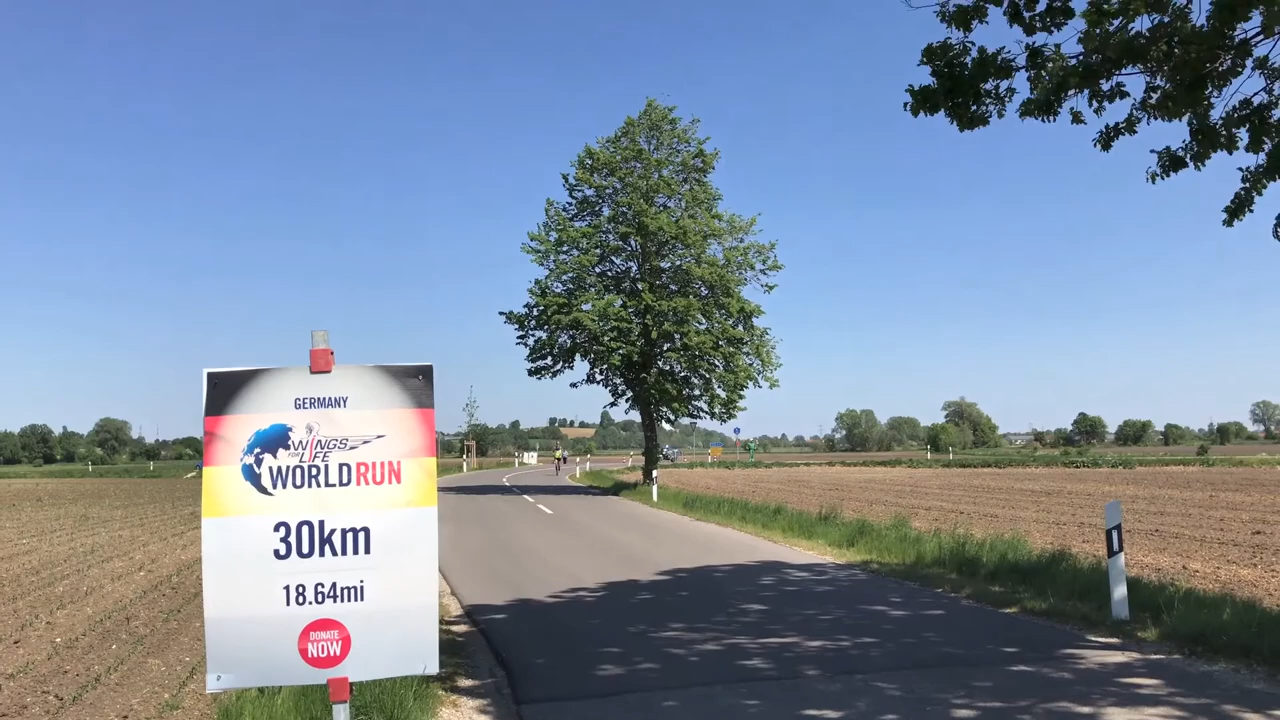 GERMANY
WINGS
FOR LIFE
WORLD RUN
30km
18.64mi
DONATE
NOW